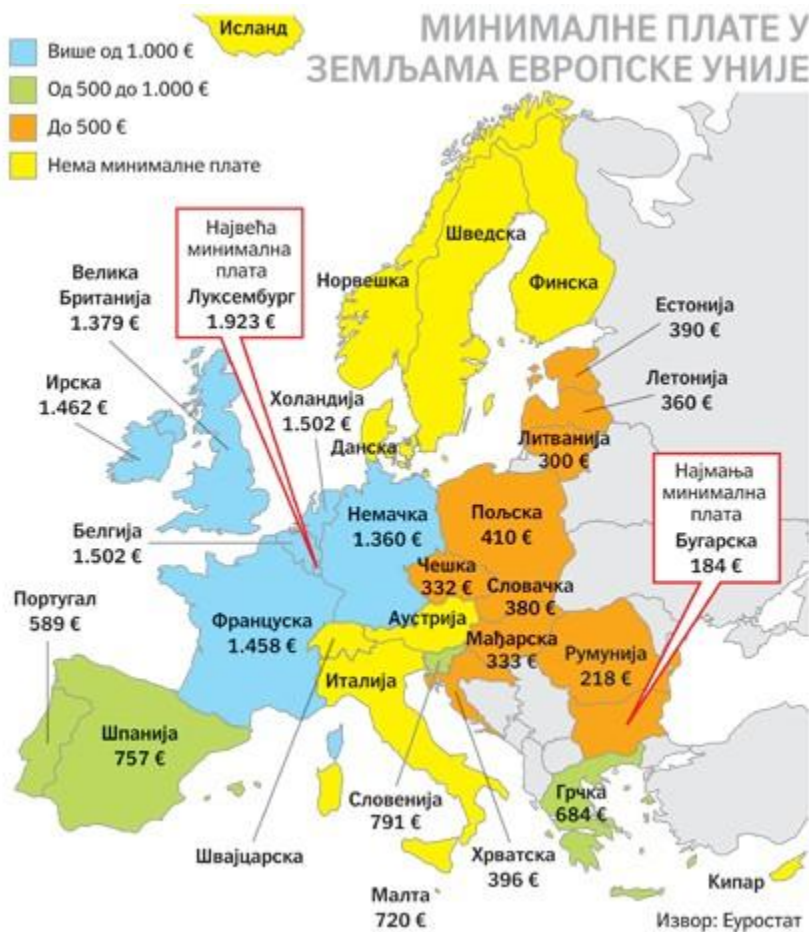 Исланд
МИНИМАЛНЕ ПЛАТЕ У
ЗЕМЉАМА ЕВРОПСКЕ УНИЈЕ
Више од 1.000 €
Од 500 до 1.000 €
До 500 €
Нема минималне плате
Највећа
минимална
плата
Луксембург
1.923 €
Велика
Британија
1.379 €
Норвешка
Шведска
Финска
Естонија
390 €
Летонија
360 €
Литванија
300 €
Ирска
1.462 €
Холандија
1.502 €
Данска
Најмања
минимална
плата
Бугарска
184 €
Белгија
1.502 €
Немачка
1.360 €
Пољска
410 €
Чешка
332 €
Словачка
380 €
Португал
589 €
Француска
1.458 €
Аустрија
Мађарска
333 €
Румунија
218 €
Италија
Шпанија
757 €
Словенија
791 €
Грчка
684 €
Швајцарска
Хрватска
396 €
Малта
720 €
Кипар
Извор: Еуростат